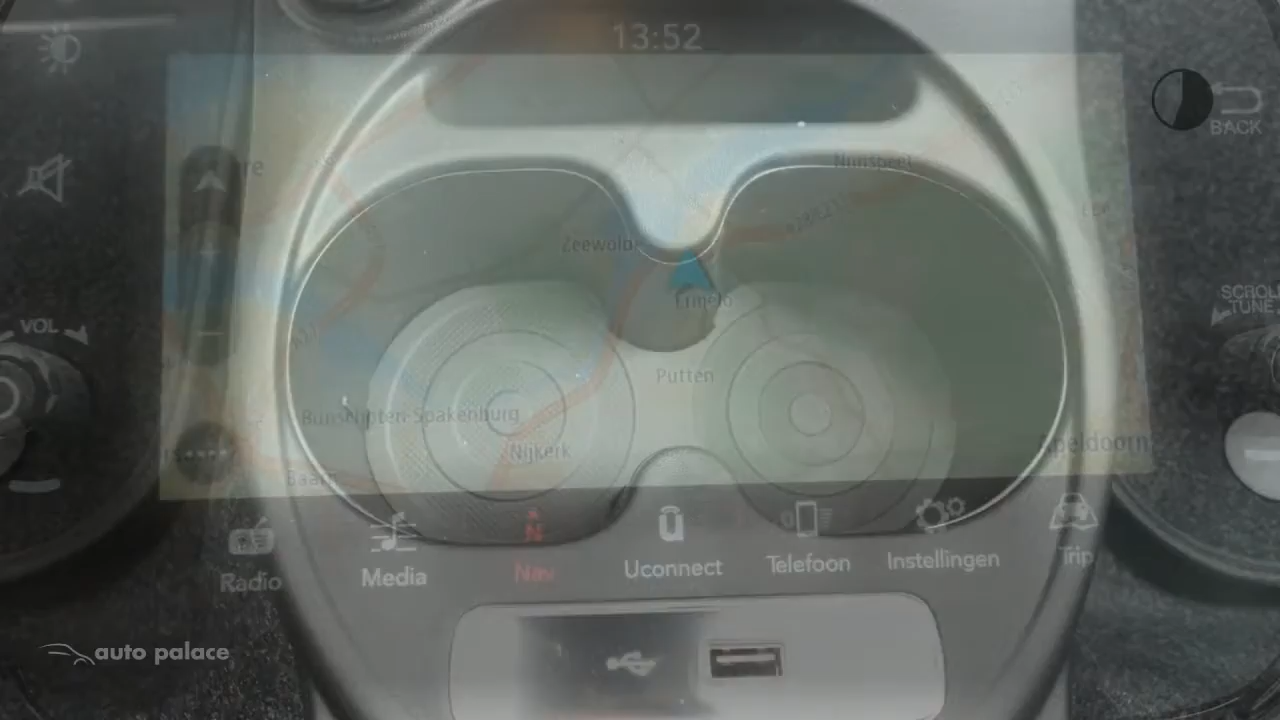 13:52
BACK
Nunspeet
Zeewolde
Ermelo
SCROLL
TUNE
VOL
Putten
Bunschoten-Spakenburg
Nijkerk
Apeldoorn
Baarn
Radio
Media
Nav
Uconnect
Telefoon
Instellingen
Trip
auto palace